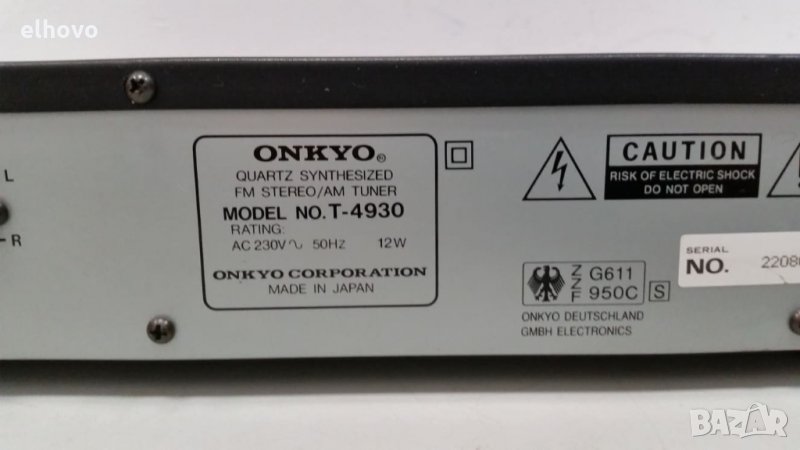 elhovo
L
R
ONKYO®
QUARTZ SYNTHESIZED
FM STEREO/AM TUNER
MODEL NO. T-4930
RATING:
AC 230V∿ 50HZ 12W
ONKYO CORPORATION
MADE IN JAPAN
CAUTION
RISK OF ELECTRIC SHOCK
DO NOT OPEN
ZZF G611
950C S
ONKYO DEUTSCHLAND
GMBH ELECTRONICS
SERIAL
NO. 2208
BAZAR